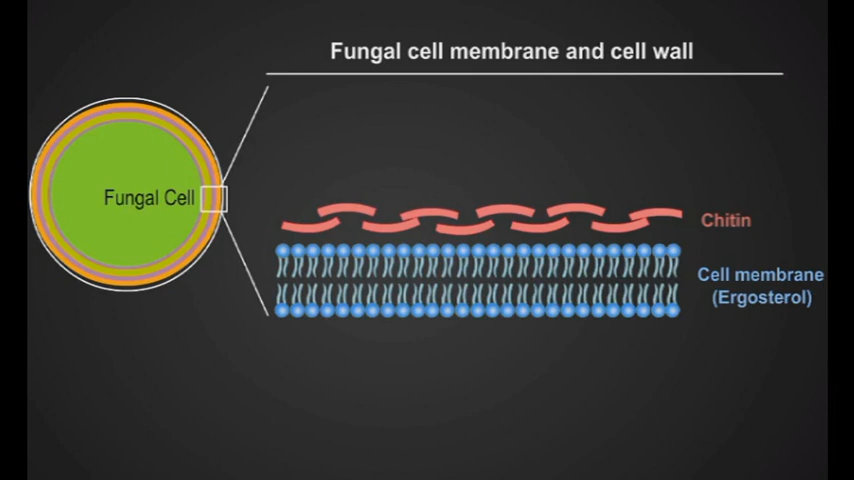 Fungal cell membrane and cell wall
Fungal Cell
Chitin
Cell membrane
(Ergosterol)